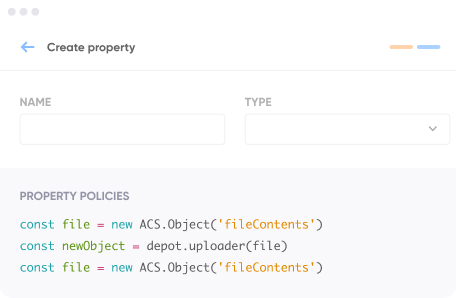 Create property
NAME
TYPE
PROPERTY POLICIES
const file = new ACS.Object('fileContents')
const newObject = depot.uploader(file)
const file = new ACS.Object('fileContents')